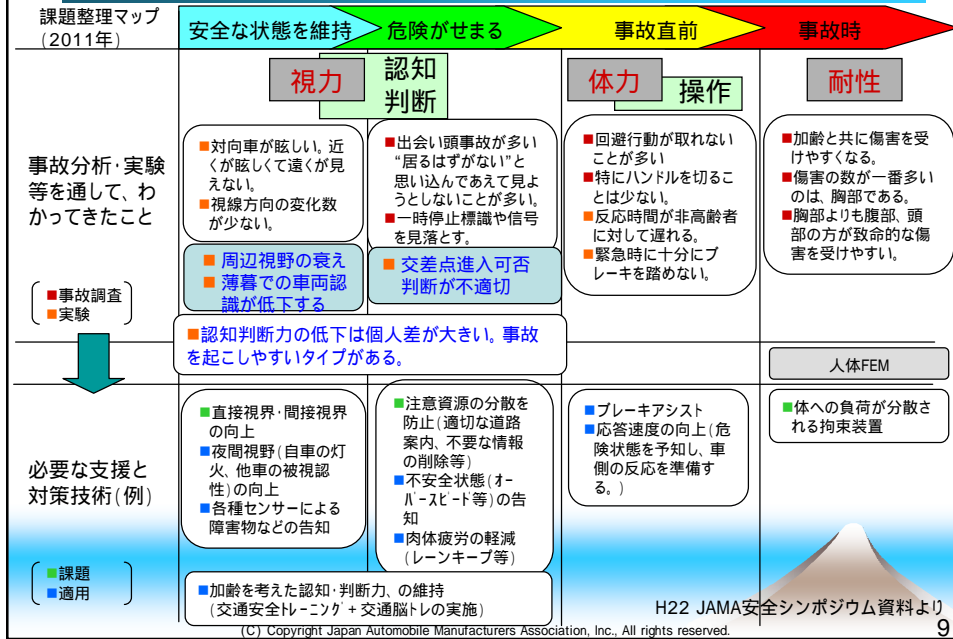 課題整理マップ
(2011年)
安全な状態を維持
危険がせまる
事故直前
事故時
視力
認知
判断
体力
操作
耐性
事故分析・実験
等を通して、わ
かってきたこと
■事故調査
■実験
■対向車が眩しい。近
くが眩しくて遠くが見
えない。
■視線方向の変化数
が少ない。
■周辺視野の衰え
■薄暮での車両認
識が低下する
■出会い頭事故が多い
“居るはずがない”と
思い込んであえて見よ
うとしないことが多い。
■一時停止標識や信号
を見落とす。
■交差点進入可否
判断が不適切
■認知判断力の低下は個人差が大きい。事故
を起こしやすいタイプがある。
■回避行動が取れない
ことが多い
■特にハンドルを切るこ
とは少ない。
■反応時間が非高齢者
に対して遅れる。
■緊急時に十分にブ
レーキを踏めない。
■加齢と共に傷害を受
けやすくなる。
■傷害の数が一番多い
のは、胸部である。
■胸部よりも腹部、頭
部の方が致命的な傷
害を受けやすい。
人体FEM
必要な支援と
対策技術(例)
■課題
■適用
■直接視界・間接視界
の向上
■夜間視野(自車の灯
火、他車の被視認
性)の向上
■各種センサーによる
障害物などの告知
■注意資源の分散を
防止(適切な道路
案内、不要な情報
の削除等)
■不安全状態(オー
バースピード等)の告
知
■肉体疲労の軽減
(レーンキープ等)
■加齢を考えた認知・判断力、の維持
(交通安全トレーニング+交通脳トレの実施)
■ブレーキアシスト
■応答速度の向上(危
険状態を予知し、車
側の反応を準備す
る。)
■体への負荷が分散さ
れる拘束装置
H22 JAMA安全シンポジウム資料より
(C) Copyright Japan Automobile Manufacturers Association, Inc., All rights reserved.
9